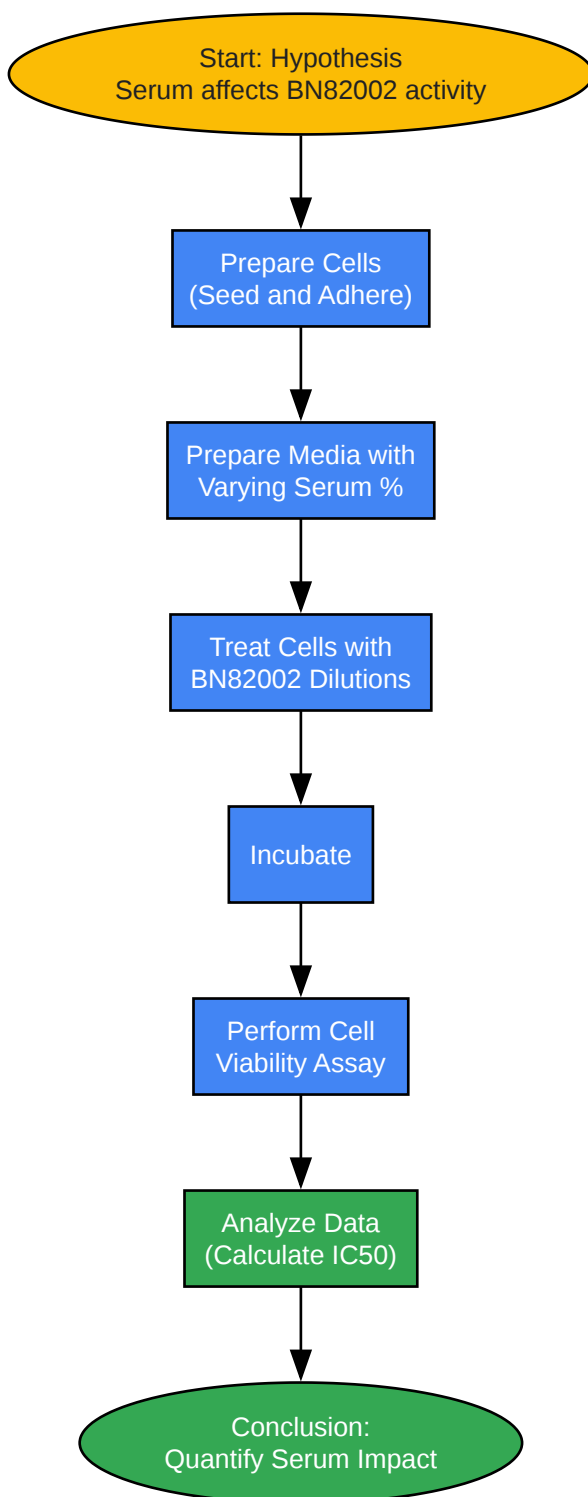 Start: Hypothesis
Serum affects BN82002 activity
Prepare Cells
(Seed and Adhere)
Prepare Media with
Varying Serum %
Treat Cells with
BN82002 Dilutions
Incubate
Perform Cell
Viability Assay
Analyze Data
(Calculate IC50)
Conclusion:
Quantify Serum Impact